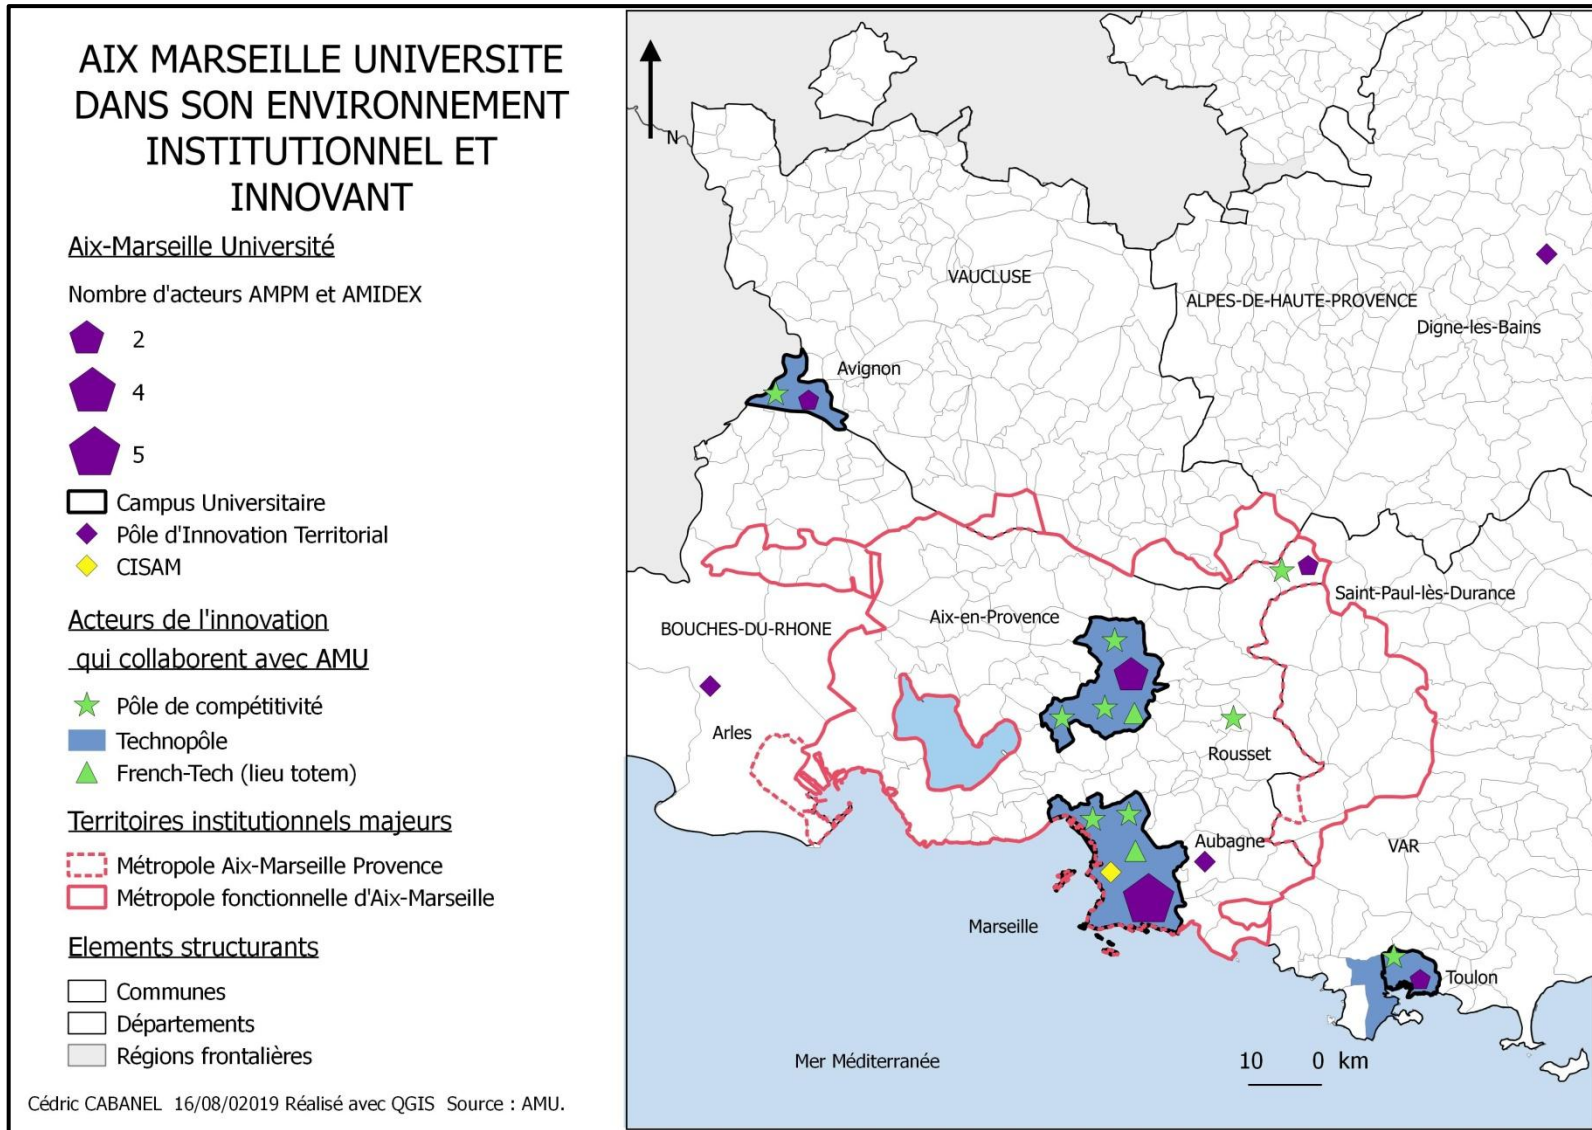 AIX MARSEILLE UNIVERSITE
DANS SON ENVIRONNEMENT
INSTITUTIONNEL ET
INNOVANT
Aix-Marseille Université
Nombre d'acteurs AMPM et AMIDEX
2
4
5
Campus Universitaire
Pôle d'Innovation Territorial
CISAM
Acteurs de l'innovation
qui collaborent avec AMU
Pôle de compétitivité
Technopôle
French-Tech (lieu totem)
Territoires institutionnels majeurs
Métropole Aix-Marseille Provence
Métropole fonctionnelle d'Aix-Marseille
Elements structurants
Communes
Départements
Régions frontalières
Cédric CABANEL 16/08/02019 Réalisé avec QGIS Source : AMU.
N
VAUCLUSE
ALPES-DE-HAUTE-PROVENCE
Digne-les-Bains
Avignon
Saint-Paul-lès-Durance
Aix-en-Provence
BOUCHES-DU-RHONE
Arles
Rousset
Aubagne
VAR
Marseille
Toulon
Mer Méditerranée
10 0 km